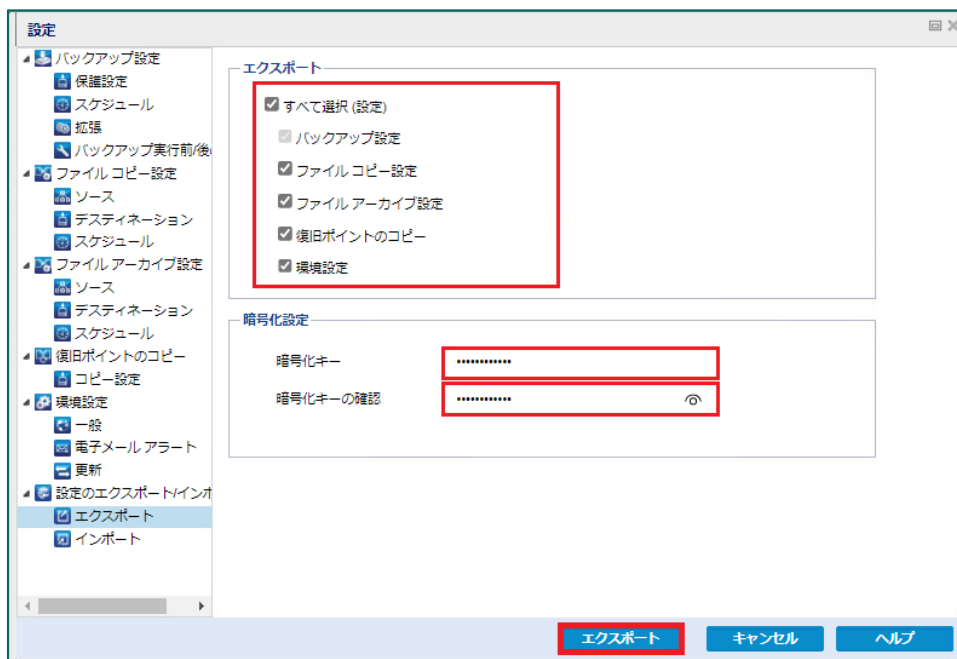 設定
バックアップ設定
保護設定
スケジュール
拡張
バックアップ実行前/後
ファイル コピー設定
ソース
デスティネーション
スケジュール
ファイル アーカイブ設定
ソース
デスティネーション
スケジュール
復旧ポイントのコピー
コピー設定
環境設定
一般
電子メール アラート
更新
設定のエクスポート/インポ
エクスポート
インポート
エクスポート
すべて選択 (設定)
バックアップ設定
ファイル コピー設定
ファイル アーカイブ設定
復旧ポイントのコピー
環境設定
暗号化設定
暗号化キー ••••••••••••
暗号化キーの確認 ••••••••••••
エクスポート キャンセル ヘルプ